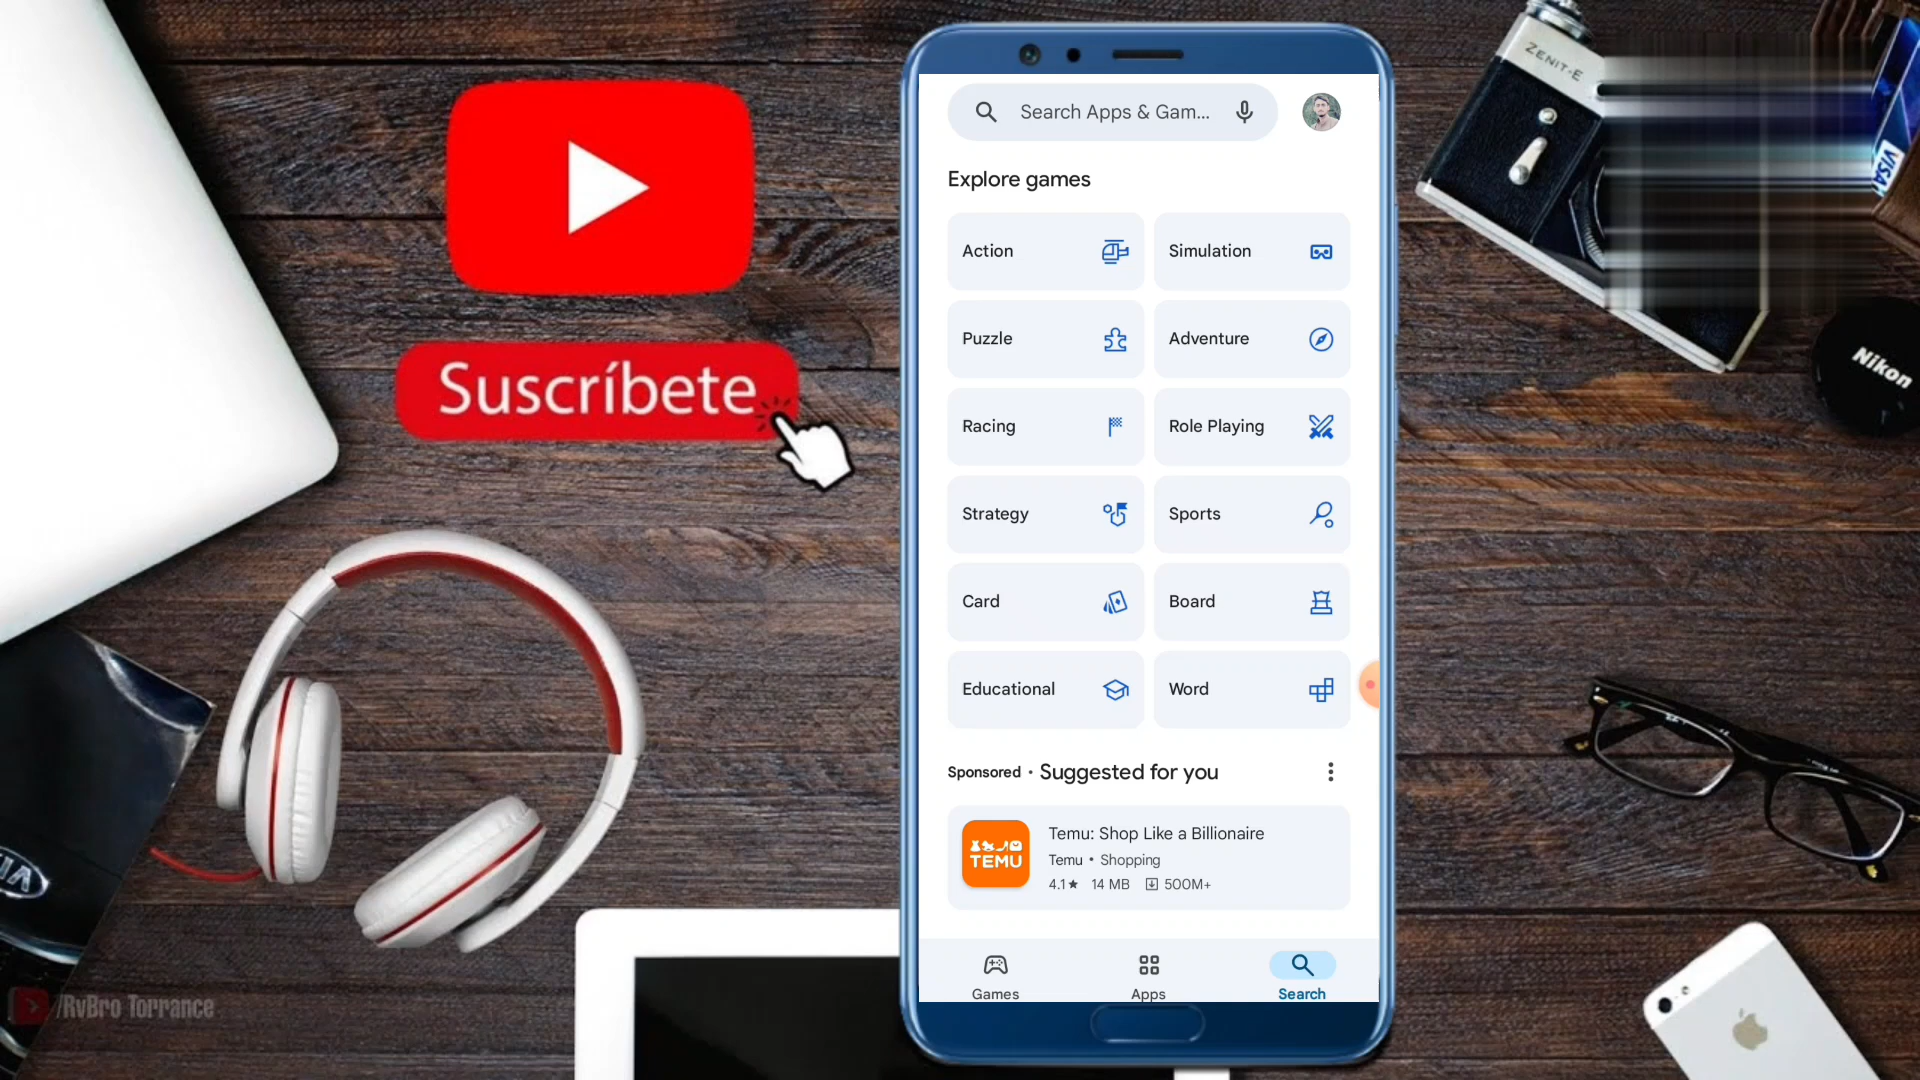 Suscríbete
/RvBro Torrance
Search Apps & Gam...
Explore games
Action
Simulation
Puzzle
Adventure
Racing
Role Playing
Strategy
Sports
Card
Board
Educational
Word
Sponsored • Suggested for you
TEMU
Temu: Shop Like a Billionaire
Temu • Shopping
4.1★ 14 MB 500M+
Games
Apps
Search
ZENIT-E
VISA
Nikon